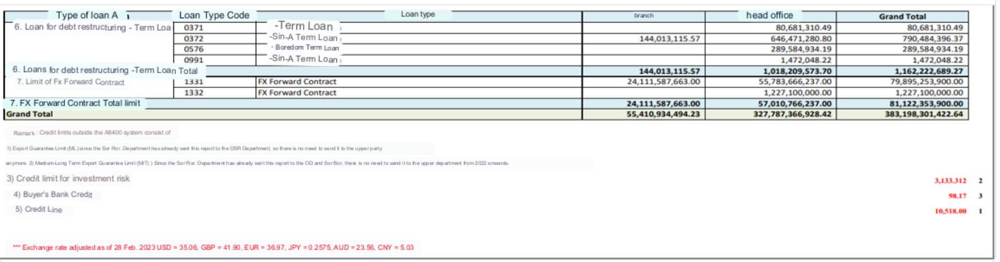 Type of loan A Loan Type Code Loan type branch head office Grand Total
6. Loan for debt restructuring - Term Loa 0371 -Term Loan 80,681,310.49 80,681,310.49
0372 -Sin-A Term Loan 144,013,115.57 646,471,280.80 790,484,396.37
0576 - Boredom Term Loan 289,584,934.19 289,584,934.19
0991 -Sin-A Term Loan 1,472,048.22 1,472,048.22
6. Loans for debt restructuring -Term Loan Total 144,013,115.57 1,018,209,573.70 1,162,222,689.27
7. Limit of Fx Forward Contract 1331 FX Forward Contract 24,111,587,663.00 55,783,666,237.00 79,895,253,900.00
1332 FX Forward Contract 1,227,100,000.00 1,227,100,000.00
7. FX Forward Contract Total limit 24,111,587,663.00 57,010,766,237.00 81,122,353,900.00
Grand Total 55,410,934,494.23 327,787,366,928.42 383,198,301,422.64
Remark : Credit limits outside the A8400 system consist of
1) Export Guarantee Limit (ML) since the Sor Ror. Department has already sent this report to the DSR Department, so there is no need to send it to the upper party
anymore. 2) Medium-Long Term Export Guarantee Limit (MIT) ) Since the Sor Ror. Department has already sent this report to the OD and Sor Bor, there is no need to send it to the upper department from 2022 onwards.
3) Credit limit for investment risk 3,133.312 2
4) Buyer's Bank Credit 98.17 3
5) Credit Line 10,518.00 1
*** Exchange rate adjusted as of 28 Feb. 2023 USD = 35.06, GBP = 41.90, EUR = 36.97, JPY = 0.2575, AUD = 23.56, CNY = 5.03